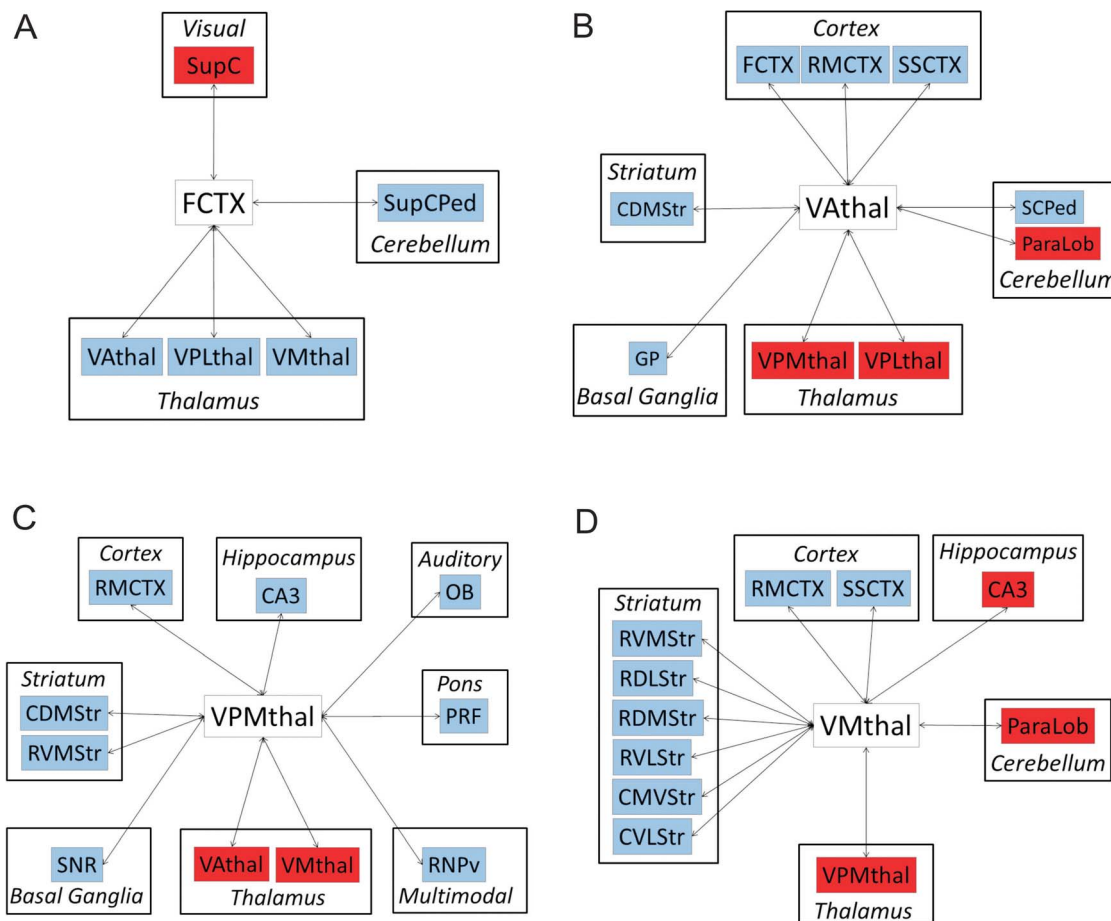 A
Visual
SupC
FCTX
SupCPed
Cerebellum
VAthal VPLthal VMthal
Thalamus
B
Cortex
FCTX RMCTX SSCTX
Striatum
CDMStr
VAthal
SCPed
ParaLob
Cerebellum
GP
Basal Ganglia
VPMthal VPLthal
Thalamus
C
Cortex
RMCTX
Hippocampus
CA3
Auditory
OB
Striatum
CDMStr
RVMStr
VPMthal
Pons
PRF
SNR
Basal Ganglia
VAthal VMthal
Thalamus
RNPv
Multimodal
D
Cortex
RMCTX SSCTX
Hippocampus
CA3
Striatum
RVMStr
RDLStr
RDMStr
RVLStr
CMVStr
CVLStr
VMthal
ParaLob
Cerebellum
VPMthal
Thalamus